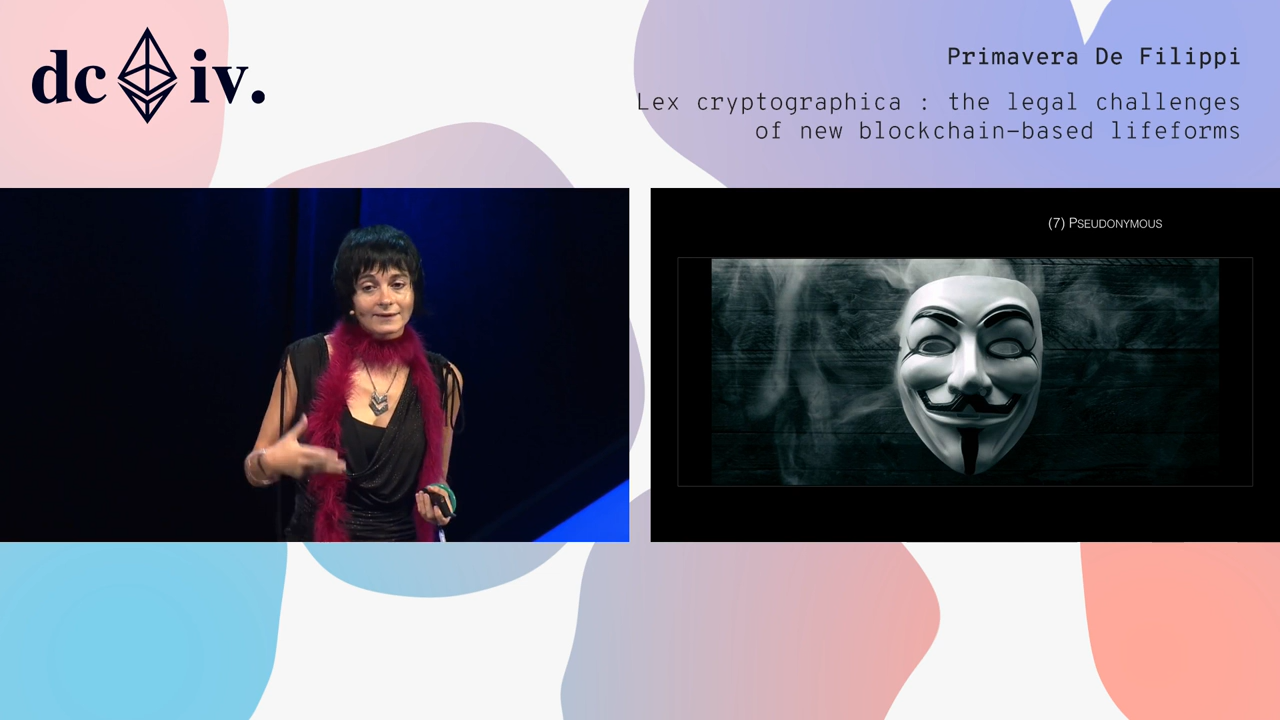 dc iv.
Primavera De Filippi
Lex cryptographica : the legal challenges
of new blockchain-based lifeforms
(7) PSEUDONYMOUS